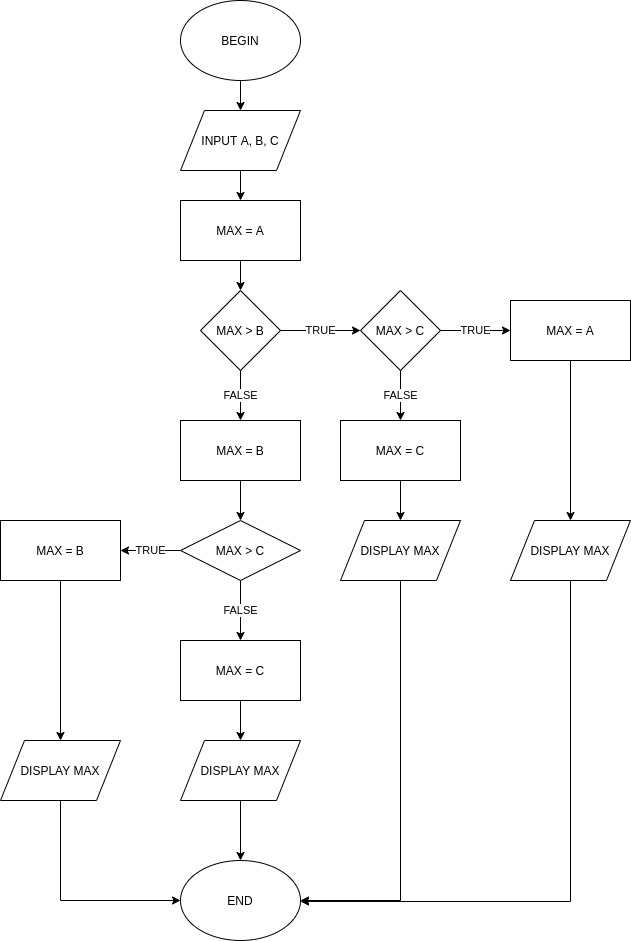 BEGIN
INPUT A, B, C
MAX = A
MAX > B
TRUE
MAX > C
TRUE
MAX = A
FALSE
FALSE
MAX = B
MAX = C
MAX = B
TRUE
MAX > C
DISPLAY MAX
DISPLAY MAX
FALSE
MAX = C
DISPLAY MAX
DISPLAY MAX
END